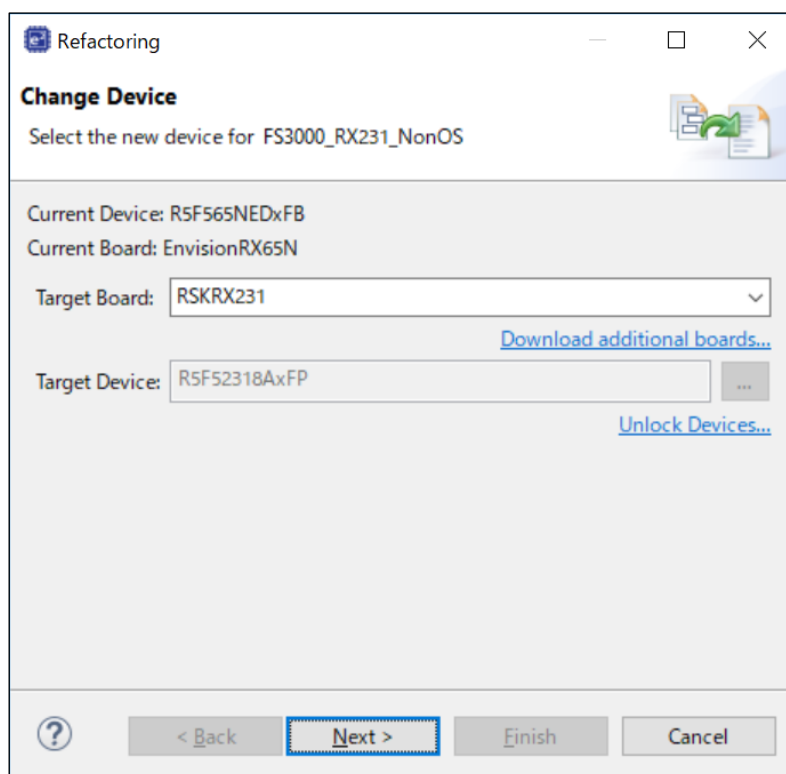 Refactoring
Change Device
Select the new device for FS3000_RX231_NonOS
Current Device: R5F565NEDxFB
Current Board: EnvisionRX65N
Target Board: RSKRX231
Download additional boards...
Target Device: R5F52318AxFP ...
Unlock Devices...
? < Back Next > Finish Cancel